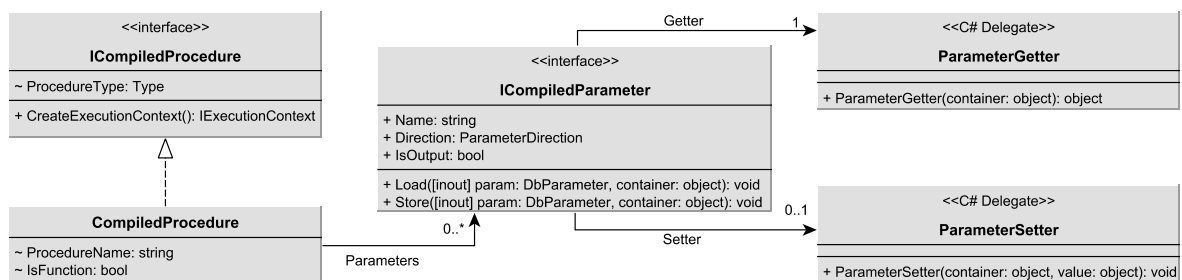 <<interface>>
ICompiledProcedure
~ ProcedureType: Type
+ CreateExecutionContext(): IExecutionContext
CompiledProcedure
~ ProcedureName: string
~ IsFunction: bool
Parameters
0..*
<<interface>>
ICompiledParameter
+ Name: string
+ Direction: ParameterDirection
+ IsOutput: bool
+ Load([inout] param: DbParameter, container: object): void
+ Store([inout] param: DbParameter, container: object): void
Getter
1
<<C# Delegate>>
ParameterGetter
+ ParameterGetter(container: object): object
Setter
0..1
<<C# Delegate>>
ParameterSetter
+ ParameterSetter(container: object, value: object): void